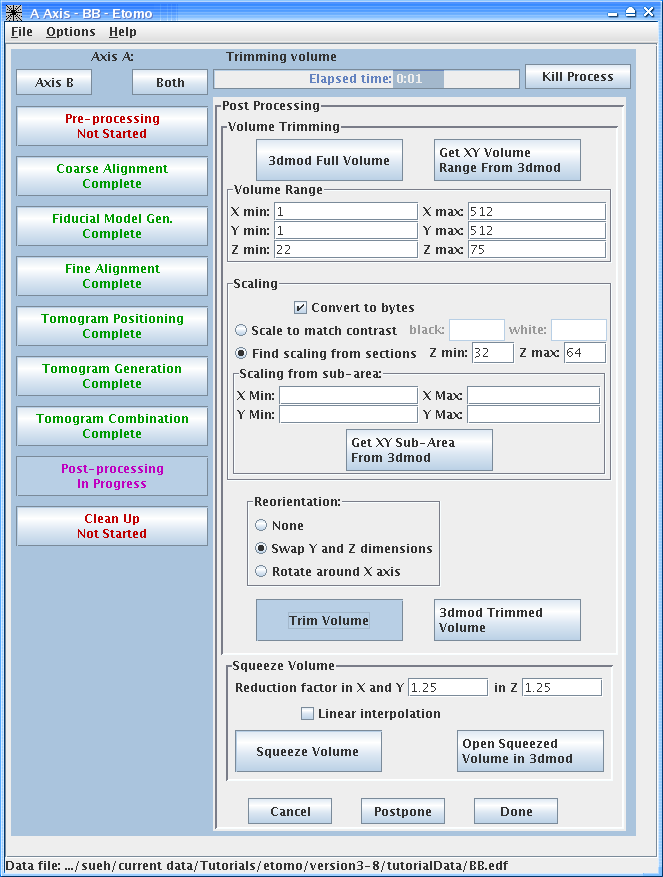 A Axis - BB - Etomo
File Options Help
Axis A:
Trimming volume
Axis B
Both
Elapsed time: 0:01
Kill Process
Pre-processing
Not Started
Coarse Alignment
Complete
Fiducial Model Gen.
Complete
Fine Alignment
Complete
Tomogram Positioning
Complete
Tomogram Generation
Complete
Tomogram Combination
Complete
Post-processing
In Progress
Clean Up
Not Started
Post Processing
Volume Trimming
3dmod Full Volume
Get XY Volume
Range From 3dmod
Volume Range
X min: 1 X max: 512
Y min: 1 Y max: 512
Z min: 22 Z max: 75
Scaling
Convert to bytes
Scale to match contrast black: white:
Find scaling from sections Z min: 32 Z max: 64
Scaling from sub-area:
X Min: X Max:
Y Min: Y Max:
Get XY Sub-Area
From 3dmod
Reorientation:
None
Swap Y and Z dimensions
Rotate around X axis
Trim Volume
3dmod Trimmed
Volume
Squeeze Volume
Reduction factor in X and Y 1.25 in Z 1.25
Linear interpolation
Squeeze Volume
Open Squeezed
Volume in 3dmod
Cancel
Postpone
Done
Data file: .../sueh/current data/Tutorials/etomo/version3-8/tutorialData/BB.edf